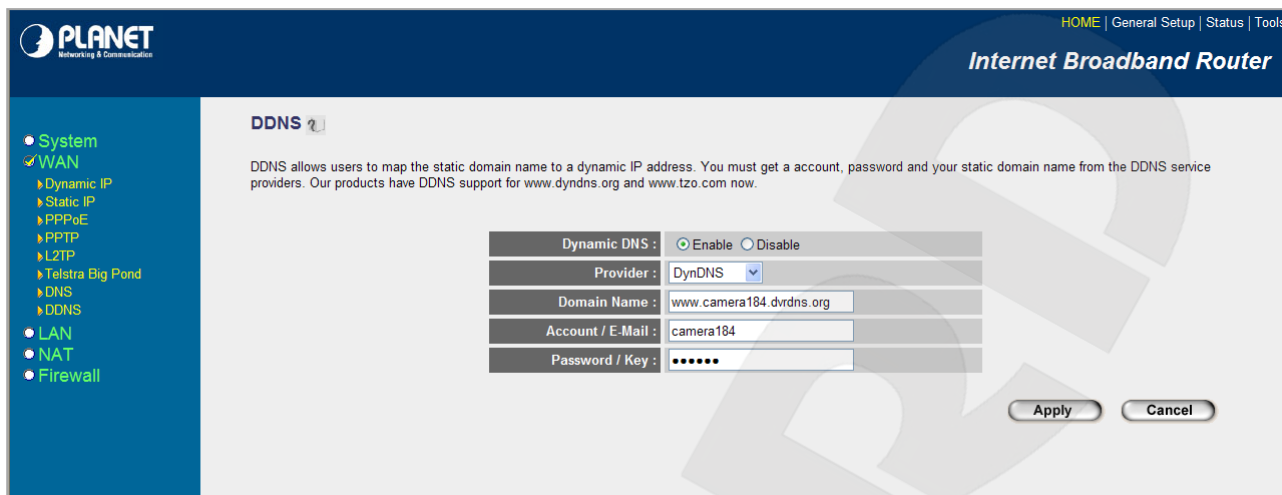 PLANET
Networking & Communication
HOME | General Setup | Status | Tools
Internet Broadband Router
System
WAN
Dynamic IP
Static IP
PPPoE
PPTP
L2TP
Telstra Big Pond
DNS
DDNS
LAN
NAT
Firewall
DDNS
DDNS allows users to map the static domain name to a dynamic IP address. You must get a account, password and your static domain name from the DDNS service
providers. Our products have DDNS support for www.dyndns.org and www.tzo.com now.
Dynamic DNS : Enable Disable
Provider : DynDNS
Domain Name : www.camera184.dvrdns.org
Account / E-Mail : camera184
Password / Key : ••••••
Apply Cancel